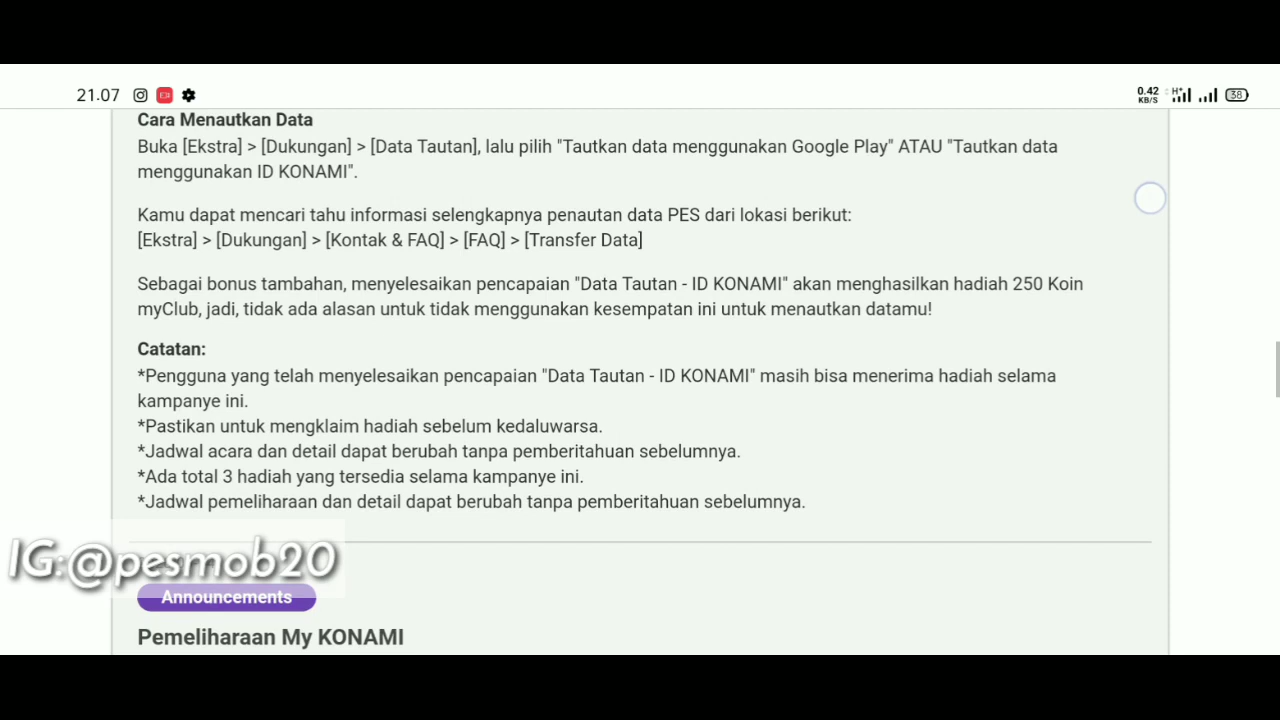 21.07
0.42
KB/S
H+
38
Cara Menautkan Data
Buka [Ekstra] > [Dukungan] > [Data Tautan], lalu pilih "Tautkan data menggunakan Google Play" ATAU "Tautkan data
menggunakan ID KONAMI".
Kamu dapat mencari tahu informasi selengkapnya penautan data PES dari lokasi berikut:
[Ekstra] > [Dukungan] > [Kontak & FAQ] > [FAQ] > [Transfer Data]
Sebagai bonus tambahan, menyelesaikan pencapaian "Data Tautan - ID KONAMI" akan menghasilkan hadiah 250 Koin
myClub, jadi, tidak ada alasan untuk tidak menggunakan kesempatan ini untuk menautkan datamu!
Catatan:
*Pengguna yang telah menyelesaikan pencapaian "Data Tautan - ID KONAMI" masih bisa menerima hadiah selama
kampanye ini.
*Pastikan untuk mengklaim hadiah sebelum kedaluwarsa.
*Jadwal acara dan detail dapat berubah tanpa pemberitahuan sebelumnya.
*Ada total 3 hadiah yang tersedia selama kampanye ini.
*Jadwal pemeliharaan dan detail dapat berubah tanpa pemberitahuan sebelumnya.
IG:@pesmob20
Announcements
Pemeliharaan My KONAMI